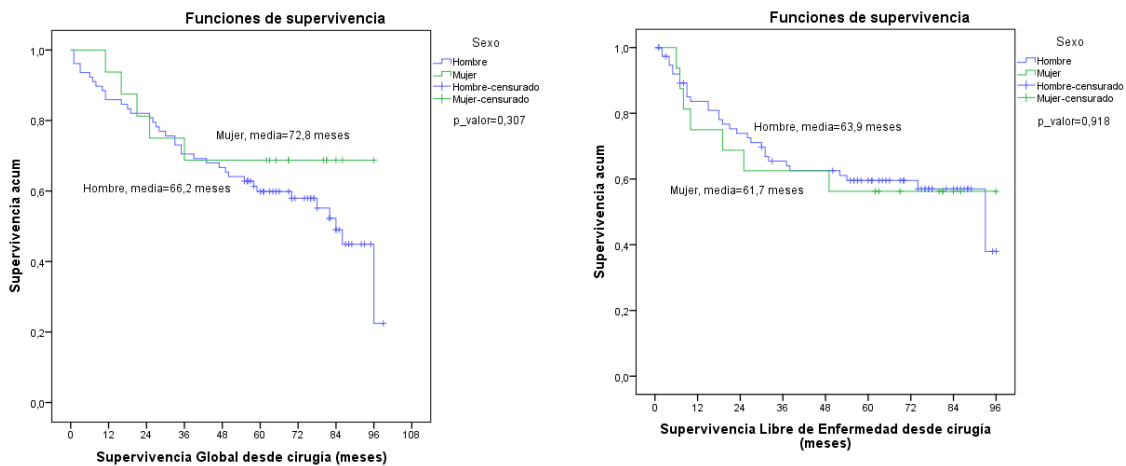 Funciones de supervivencia
Sexo
Hombre
Mujer
Hombre-censurado
Mujer-censurado
p_valor=0,307
Mujer, media=72,8 meses
Hombre, media=66,2 meses
Supervivencia acum
1,0
0,8
0,6
0,4
0,2
0,0
0 12 24 36 48 60 72 84 96 108
Supervivencia Global desde cirugía (meses)
Funciones de supervivencia
Sexo
Hombre
Mujer
Hombre-censurado
Mujer-censurado
p_valor=0,918
Hombre, media=63,9 meses
Mujer, media=61,7 meses
Supervivencia acum
1,0
0,8
0,6
0,4
0,2
0,0
0 12 24 36 48 60 72 84 96
Supervivencia Libre de Enfermedad desde cirugía
(meses)